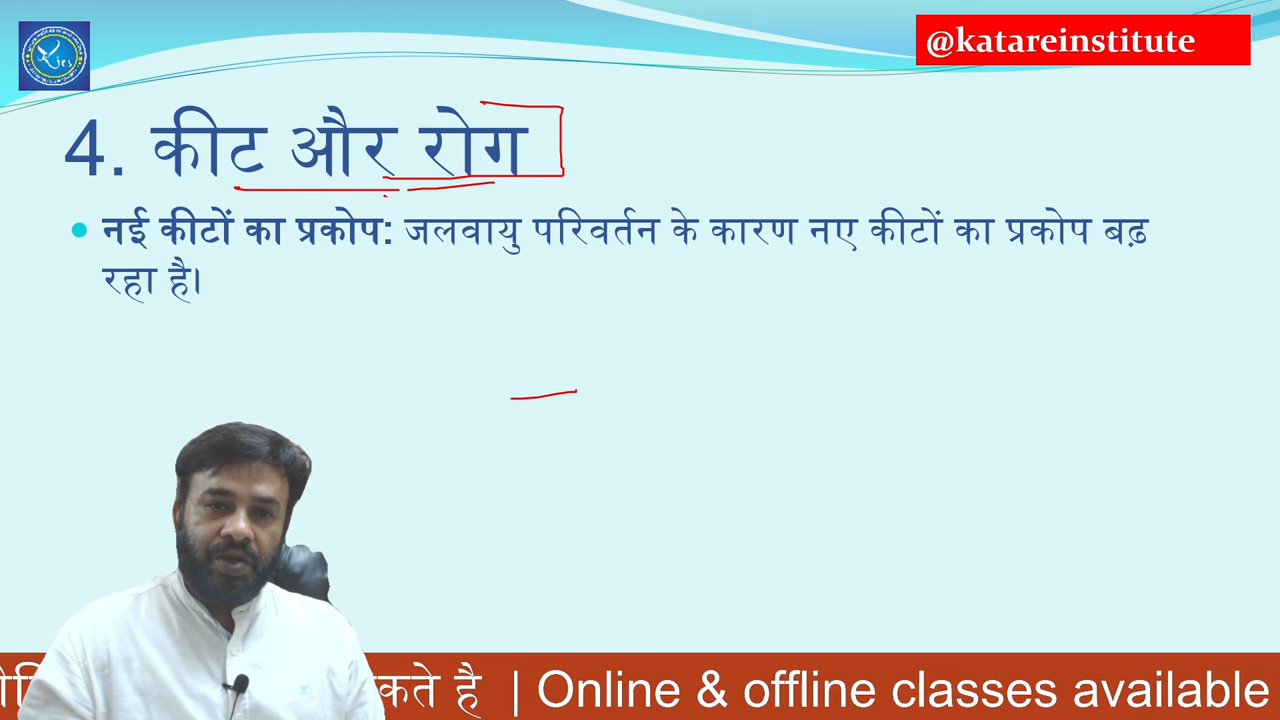 @katareinstitute
4. कीट और रोग
• नई कीटों का प्रकोप: जलवायु परिवर्तन के कारण नए कीटों का प्रकोप बढ़
रहा है।
कते है | Online & offline classes available